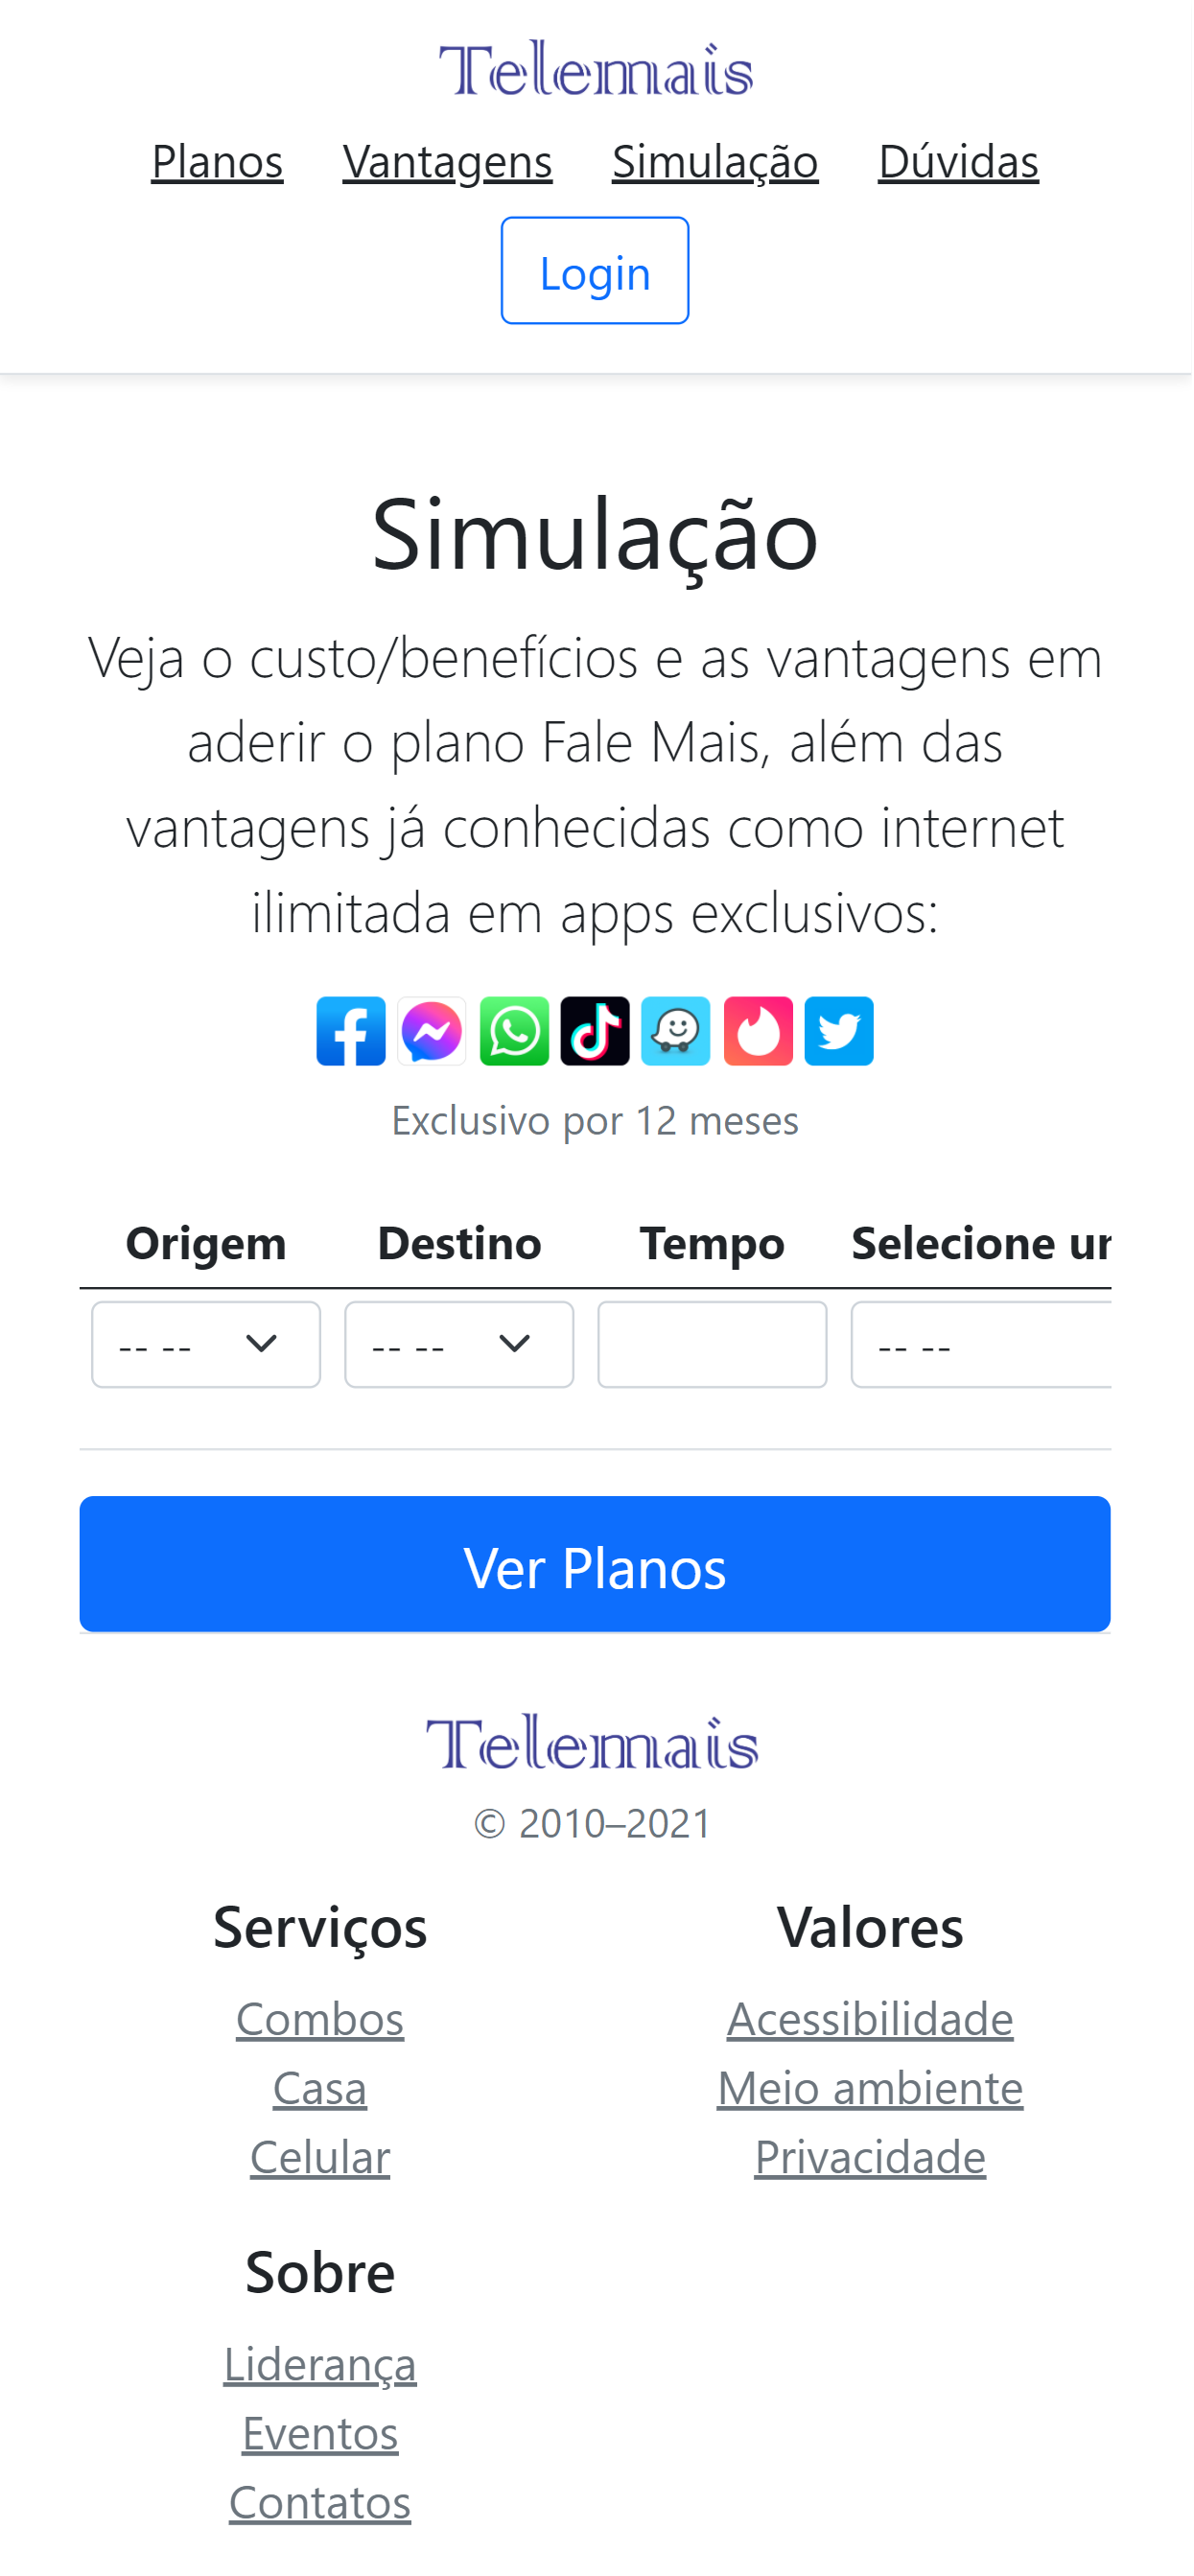 Telemais
Planos Vantagens Simulação Dúvidas
Login
Simulação
Veja o custo/benefícios e as vantagens em
aderir o plano Fale Mais, além das
vantagens já conhecidas como internet
ilimitada em apps exclusivos:
Exclusivo por 12 meses
Origem Destino Tempo Selecione
-- -- -- -- -- --
Ver Planos
Telemais
© 2010–2021
Serviços
Combos
Casa
Celular
Valores
Acessibilidade
Meio ambiente
Privacidade
Sobre
Liderança
Eventos
Contatos